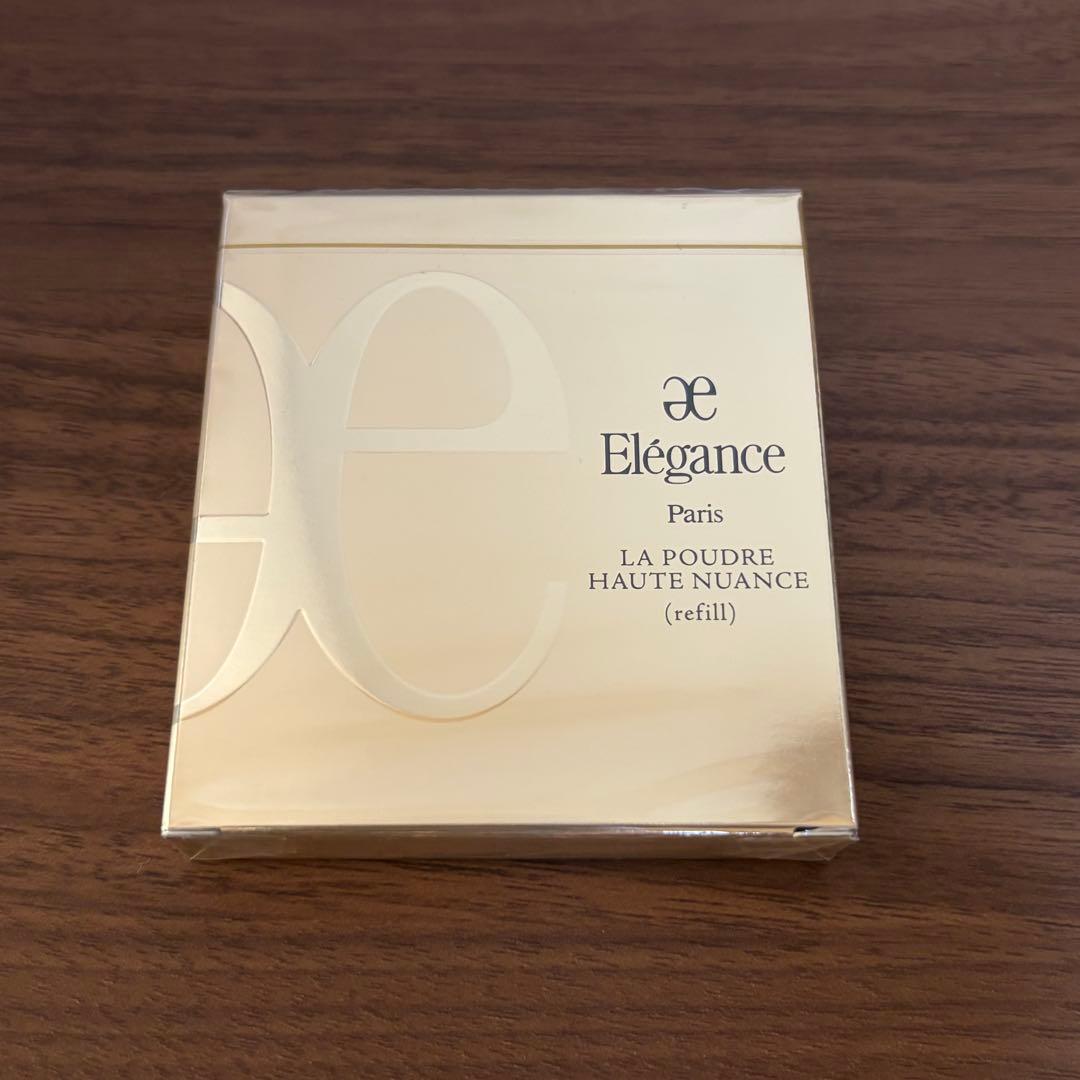 æ
Elégance
Paris
LA POUDRE
HAUTE NUANCE
(refill)